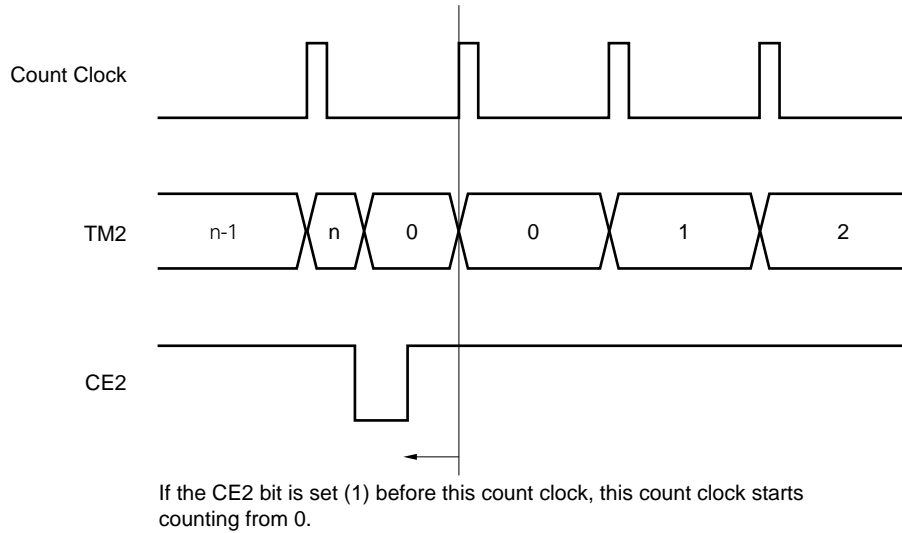 Count Clock
TM2
n-1
n
0
0
1
2
CE2
If the CE2 bit is set (1) before this count clock, this count clock starts
counting from 0.